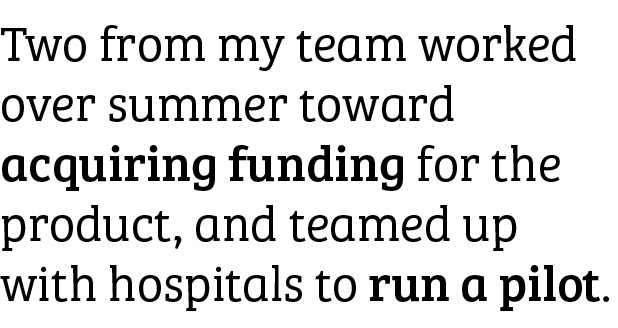 Two from my team worked
over summer toward
acquiring funding for the
product, and teamed up
with hospitals to run a pilot.